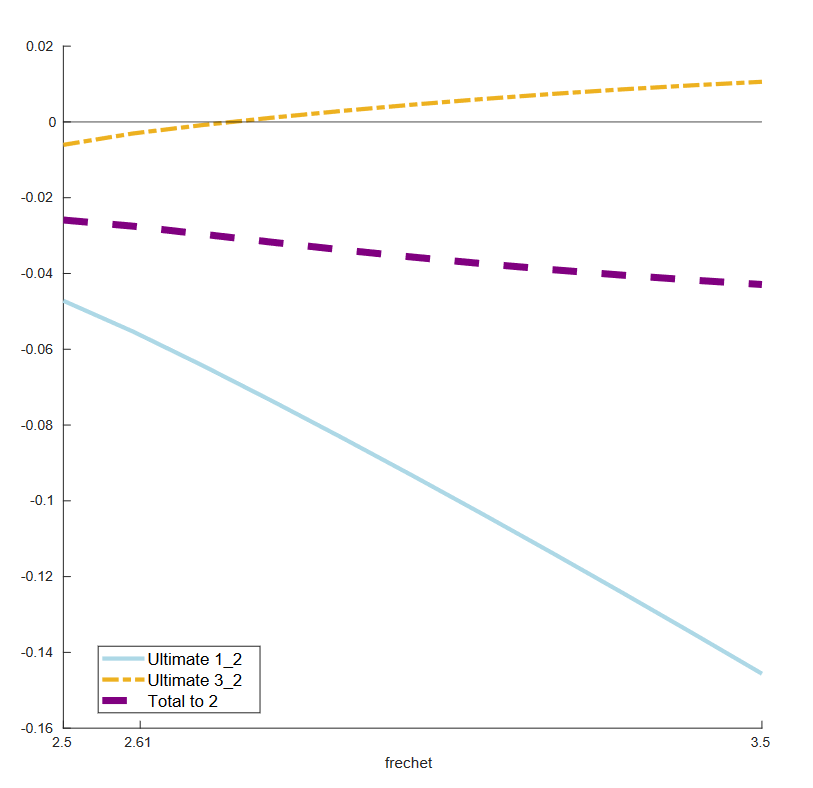 0.02
0
-0.02
-0.04
-0.06
-0.08
-0.1
-0.12
-0.14
-0.16
Ultimate 1_2
Ultimate 3_2
Total to 2
2.5 2.61 3.5
frechet